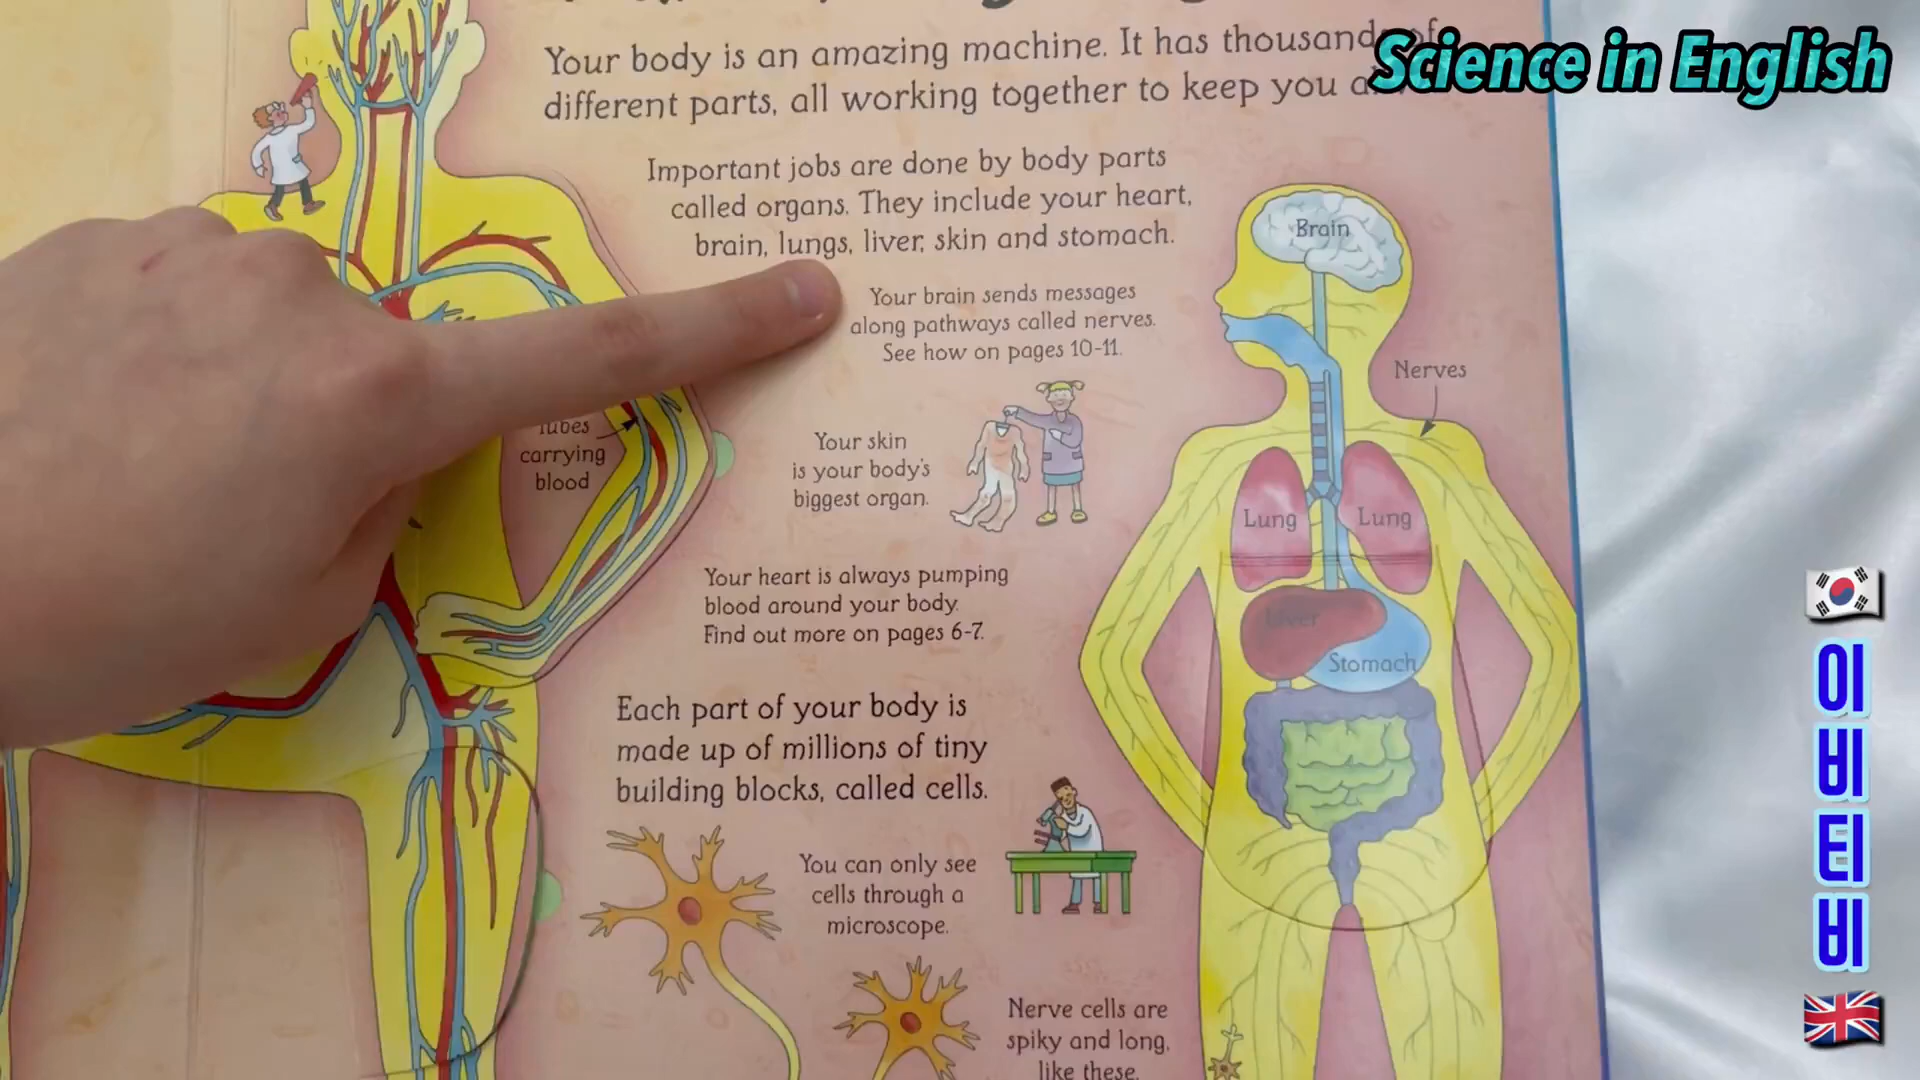 Your body is an amazing machine. It has thousands of
different parts, all working together to keep you
Science in English
Important jobs are done by body parts
called organs. They include your heart,
brain, lungs, liver, skin and stomach.
Your brain sends messages
along pathways called nerves.
See how on pages 10-11.
Brain
Nerves
Tubes
carrying
blood
Your skin
is your body's
biggest organ.
Lung
Lung
Your heart is always pumping
blood around your body.
Find out more on pages 6-7.
Liver
Stomach
Each part of your body is
made up of millions of tiny
building blocks, called cells.
You can only see
cells through a
microscope.
Nerve cells are
spiky and long,
like these.
이비티비